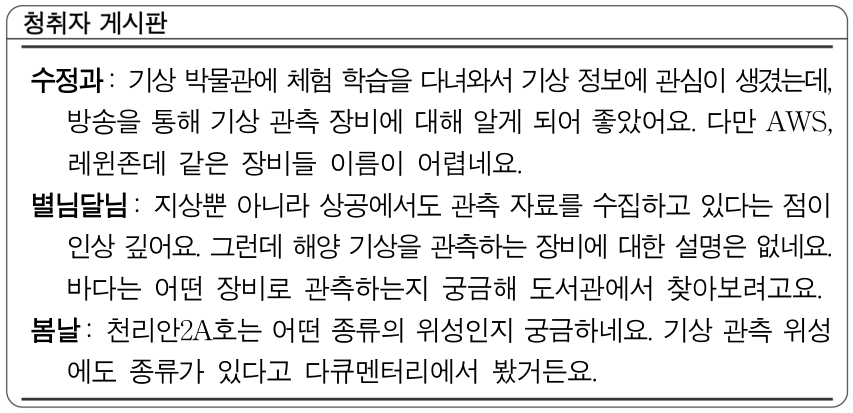 청취자 게시판
수정과 : 기상 박물관에 체험 학습을 다녀와서 기상 정보에 관심이 생겼는데,
방송을 통해 기상 관측 장비에 대해 알게 되어 좋았어요. 다만 AWS,
레윈존데 같은 장비들 이름이 어렵네요.
별님달님 : 지상뿐 아니라 상공에서도 관측 자료를 수집하고 있다는 점이
인상 깊어요. 그런데 해양 기상을 관측하는 장비에 대한 설명은 없네요.
바다는 어떤 장비로 관측하는지 궁금해 도서관에서 찾아보려고요.
봄날 : 천리안2A호는 어떤 종류의 위성인지 궁금하네요. 기상 관측 위성
에도 종류가 있다고 다큐멘터리에서 봤거든요.